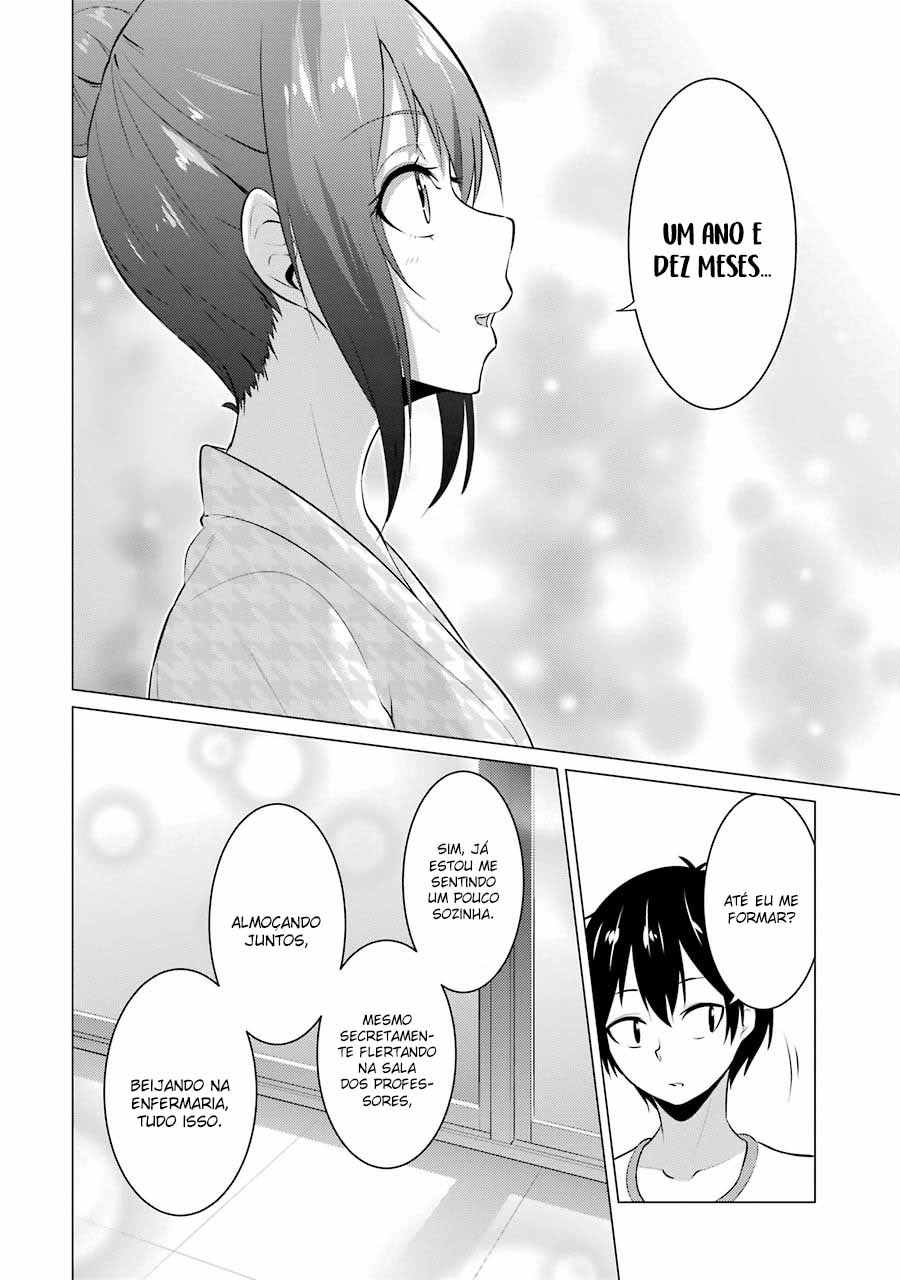 UM ANO E
DEZ MESES...
ATÉ EU ME
FORMAR?
SIM, JÁ
ESTOU ME
SENTINDO
UM POUCO
SOZINHA.
ALMOÇANDO
JUNTOS,
MESMO
SECRETAMEN-
TE FLERTANDO
NA SALA
DOS PROFES-
SORES,
BEIJANDO NA
ENFERMARIA,
TUDO ISSO.